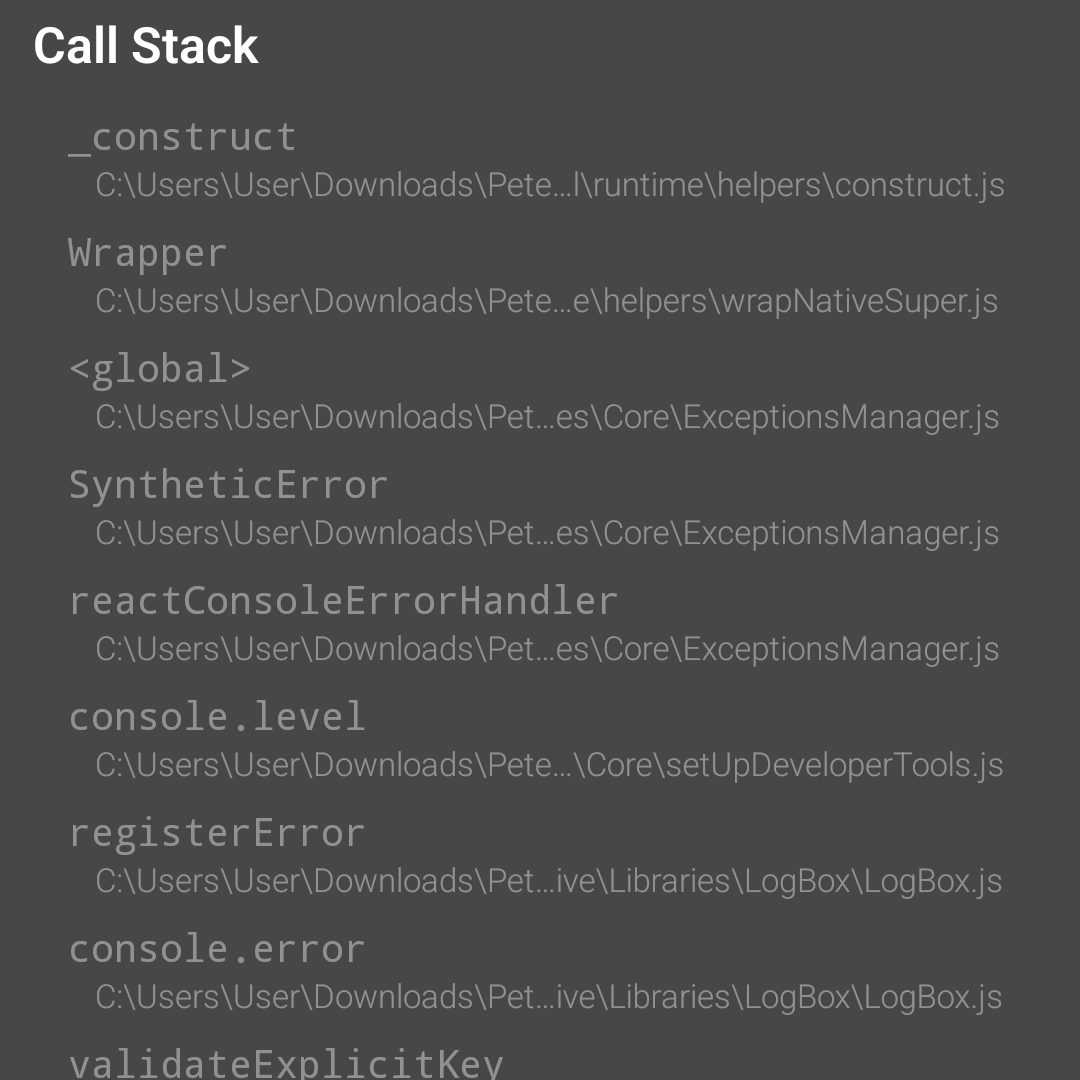 Call Stack
_construct
C:\Users\User\Downloads\Pete...l\runtime\helpers\construct.js
Wrapper
C:\Users\User\Downloads\Pete...e\helpers\wrapNativeSuper.js
<global>
C:\Users\User\Downloads\Pet...es\Core\ExceptionsManager.js
SyntheticError
C:\Users\User\Downloads\Pet...es\Core\ExceptionsManager.js
reactConsoleErrorHandler
C:\Users\User\Downloads\Pet...es\Core\ExceptionsManager.js
console.level
C:\Users\User\Downloads\Pete...\Core\setUpDeveloperTools.js
registerError
C:\Users\User\Downloads\Pet...ive\Libraries\LogBox\LogBox.js
console.error
C:\Users\User\Downloads\Pet...ive\Libraries\LogBox\LogBox.js
validateExplicitKey